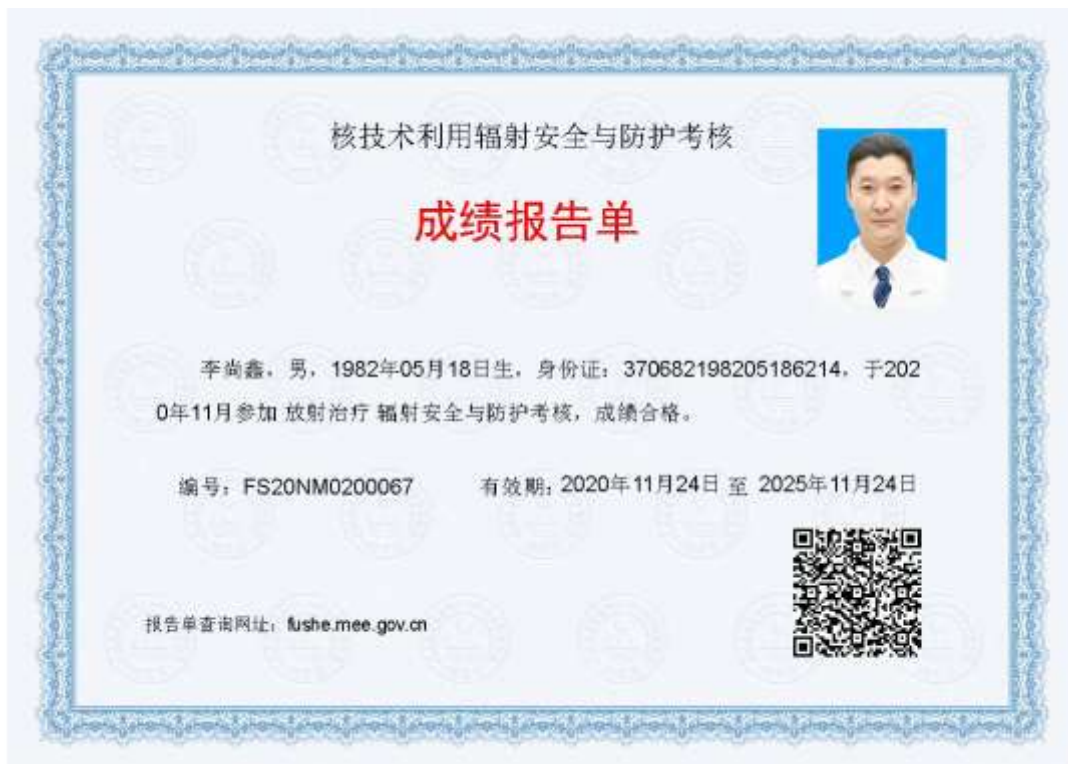 核技术利用辐射安全与防护考核
成绩报告单
李尚鑫，男，1982年05月18日生，身份证：370682198205186214，于202
0年11月参加 放射治疗 辐射安全与防护考核，成绩合格。
编号：FS20NM0200067 有效期：2020年11月24日 至 2025年11月24日
报告单查询网址：fushe.mee.gov.cn